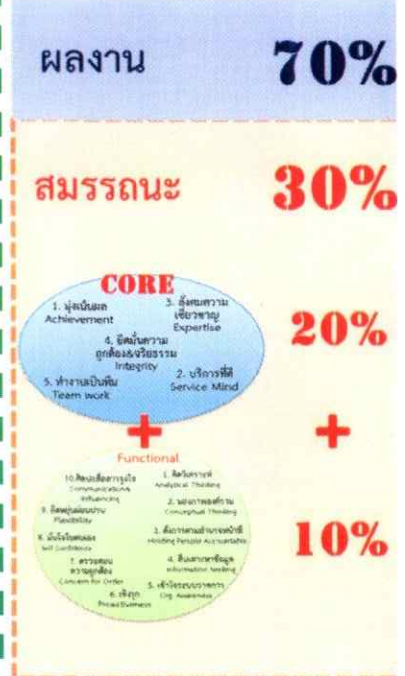 ผลงาน 70%
สมรรถนะ 30%
CORE
1. มุ่งเน้นผล
Achievement
3. สั่งสมความ
เชี่ยวชาญ
Expertise
4. ยึดมั่นความ
ถูกต้อง&จริยธรรม
Integrity
5. ทำงานเป็นทีม
Team work
2. บริการที่ดี
Service Mind
20%
+
+
Functional
10.ศิลปะสื่อสารจูงใจ
Communication&
Influencing
1. คิดวิเคราะห์
Analytical Thinking
2. มองภาพองค์รวม
Conceptual Thinking
9. ยืดหยุ่นผ่อนปรน
Flexibility
3. สั่งการตามอำนาจหน้าที่
Holding People Accountable
8. มั่นใจในตนเอง
Self Confidence
4. สืบเสาะหาข้อมูล
Information Seeking
7. ตรวจสอบ
ความถูกต้อง
Concern for Order
5. เข้าใจระบบราชการ
Org. Awareness
6. เชิงรุก
Proactiveness
10%